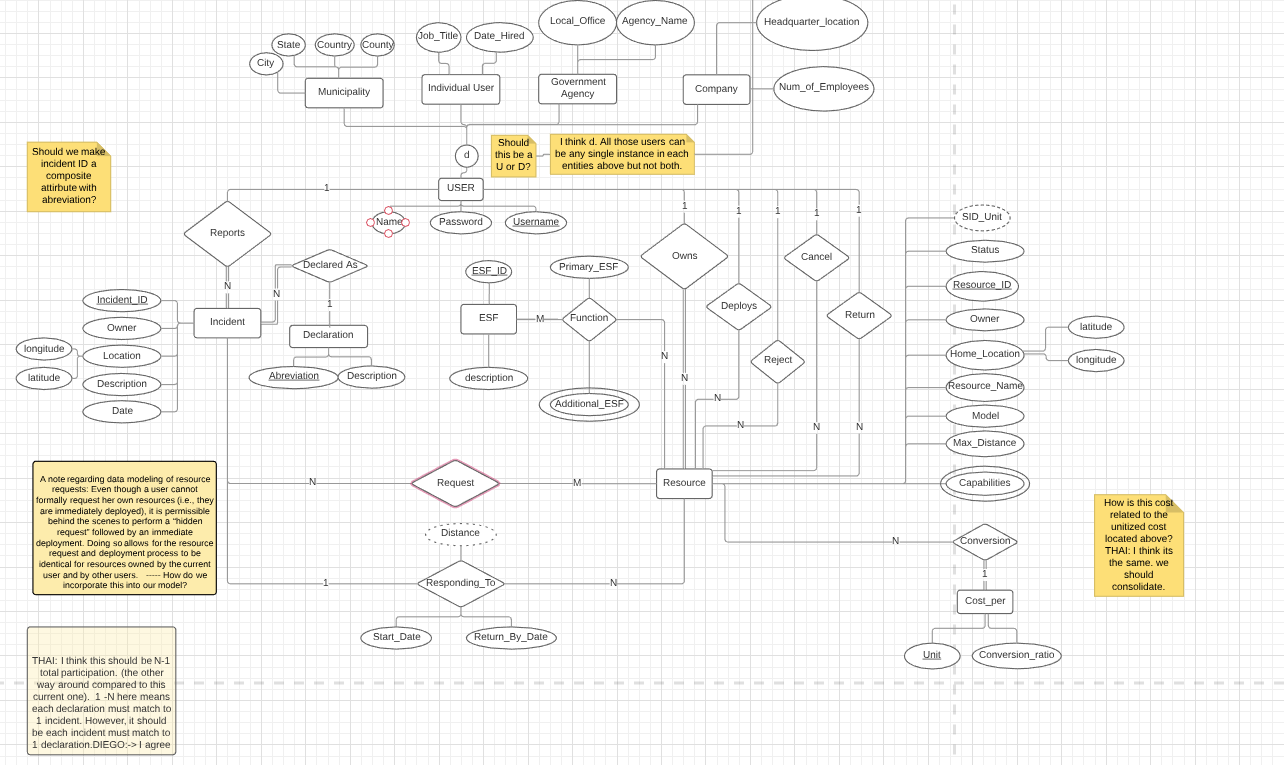 Local_Office
Agency_Name
Headquarter_location
Job_Title
Date_Hired
State
Country
County
City
Municipality
Individual User
Government
Agency
Company
Num_of_Employees
d
Should
this be a
U or D?
I think d. All those users can
be any single instance in each
entities above but not both.
Should we make
incident ID a
composite
attribute with
abreviation?
USER
1
1
1
1
1
1
Name
Password
Username
SID_Unit
Reports
Owns
Cancel
Status
Declared As
ESF_ID
Primary_ESF
Resource_ID
N
N
Incident_ID
1
Deploys
Return
Incident
ESF
M
Function
Owner
Owner
latitude
Declaration
longitude
Location
N
Reject
Home_Location
longitude
latitude
Description
Abreviation
Description
description
N
Resource_Name
Additional_ESF
N
Date
Model
N
N
N
Max_Distance
A note regarding data modeling of resource
requests: Even though a user cannot
formally request her own resources (i.e., they
are immediately deployed), it is permissible
behind the scenes to perform a "hidden
request" followed by an immediate
deployment. Doing so allows for the resource
request and deployment process to be
identical for resources owned by the current
user and by other users.   ----- How do we
incorporate this into our model?
N
Request
M
Resource
Capabilities
How is this cost
related to the
unitized cost
located above?
THAI: I think its
the same. we
should
consolidate.
Distance
N
Conversion
1
1
Responding_To
N
Cost_per
Start_Date
Return_By_Date
Unit
Conversion_ratio
THAI: I think this should be N-1
total participation. (the other
way around compared to this
current one).  1 -N here means
each declaration must match to
1 incident. However, it should
be each incident must match to
1 declaration.DIEGO:-> I agree